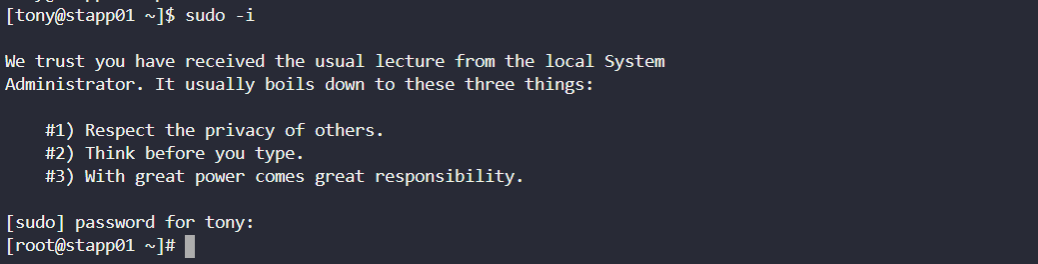 [tony@stapp01 ~]$ sudo -i
We trust you have received the usual lecture from the local System
Administrator. It usually boils down to these three things:
#1) Respect the privacy of others.
#2) Think before you type.
#3) With great power comes great responsibility.
[sudo] password for tony:
[root@stapp01 ~]#